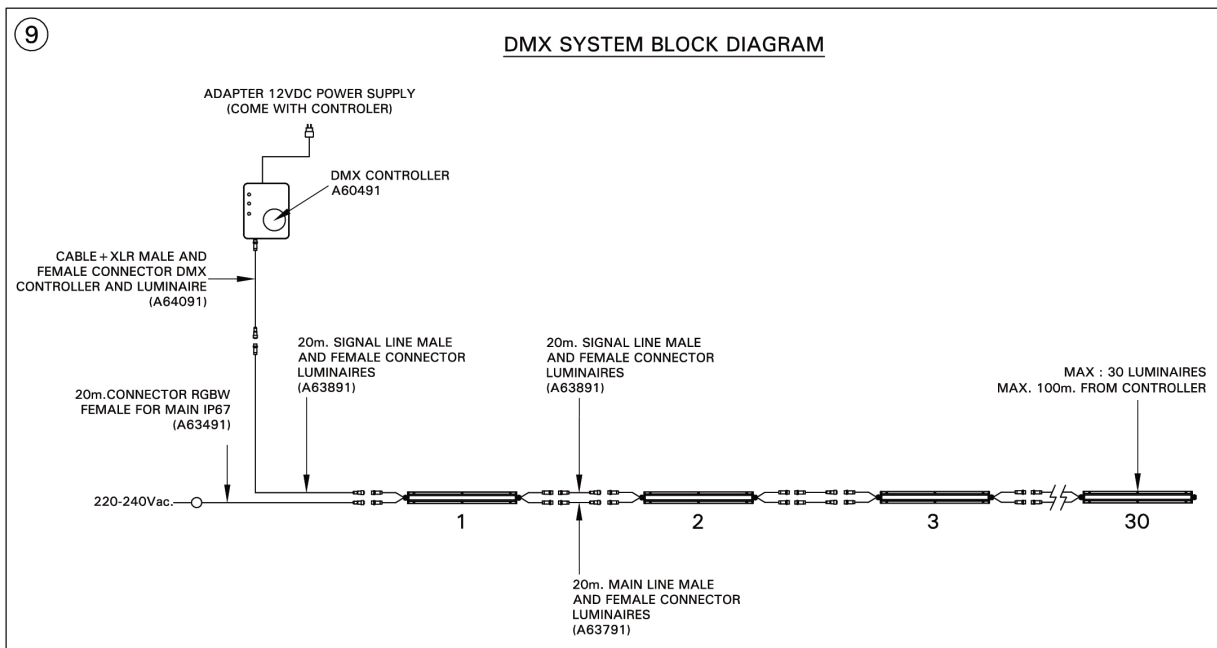 9
DMX SYSTEM BLOCK DIAGRAM
ADAPTER 12VDC POWER SUPPLY
(COME WITH CONTROLER)
DMX CONTROLLER
A60491
CABLE+XLR MALE AND
FEMALE CONNECTOR DMX
CONTROLLER AND LUMINAIRE
(A64091)
20m. SIGNAL LINE MALE
AND FEMALE CONNECTOR
LUMINAIRES
(A63891)
20m. SIGNAL LINE MALE
AND FEMALE CONNECTOR
LUMINAIRES
(A63891)
MAX : 30 LUMINAIRES
MAX. 100m. FROM CONTROLLER
20m.CONNECTOR RGBW
FEMALE FOR MAIN IP67
(A63491)
220-240Vac.
1
2
3
30
20m. MAIN LINE MALE
AND FEMALE CONNECTOR
LUMINAIRES
(A63791)